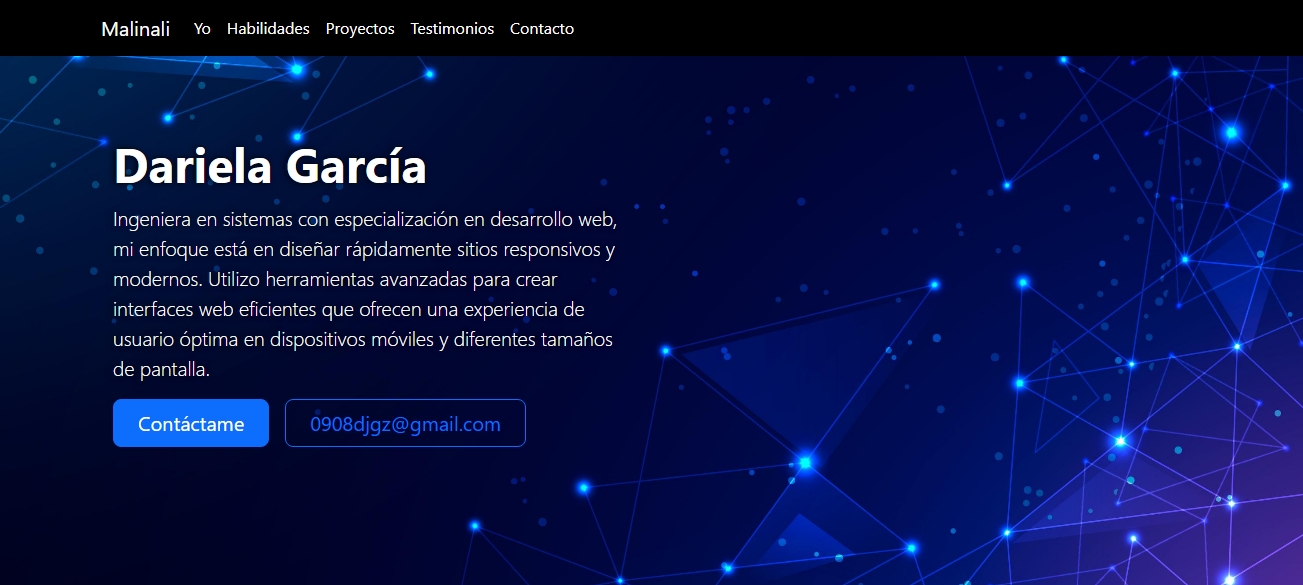 Malinali Yo Habilidades Proyectos Testimonios Contacto
Dariela García
Ingeniera en sistemas con especialización en desarrollo web,
mi enfoque está en diseñar rápidamente sitios responsivos y
modernos. Utilizo herramientas avanzadas para crear
interfaces web eficientes que ofrecen una experiencia de
usuario óptima en dispositivos móviles y diferentes tamaños
de pantalla.
Contáctame 0908djgz@gmail.com